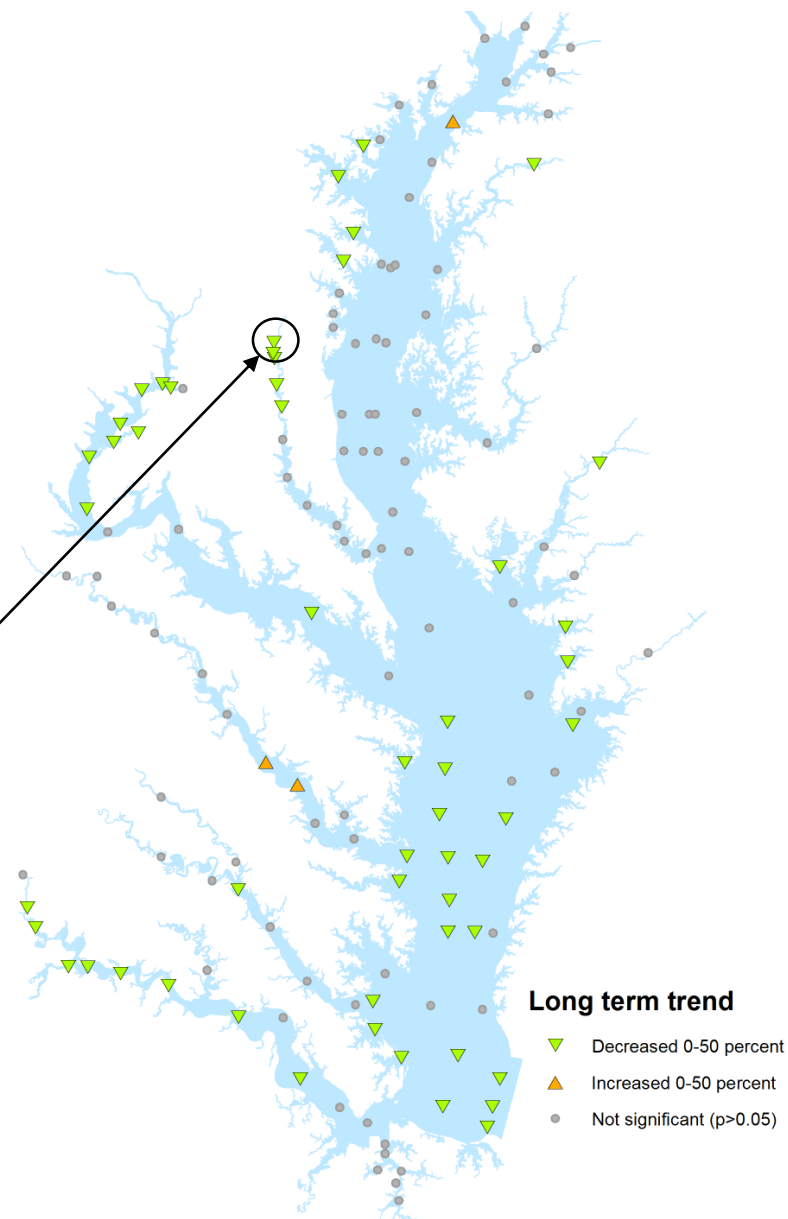 Long term trend
Decreased 0-50 percent
Increased 0-50 percent
Not significant (p>0.05)